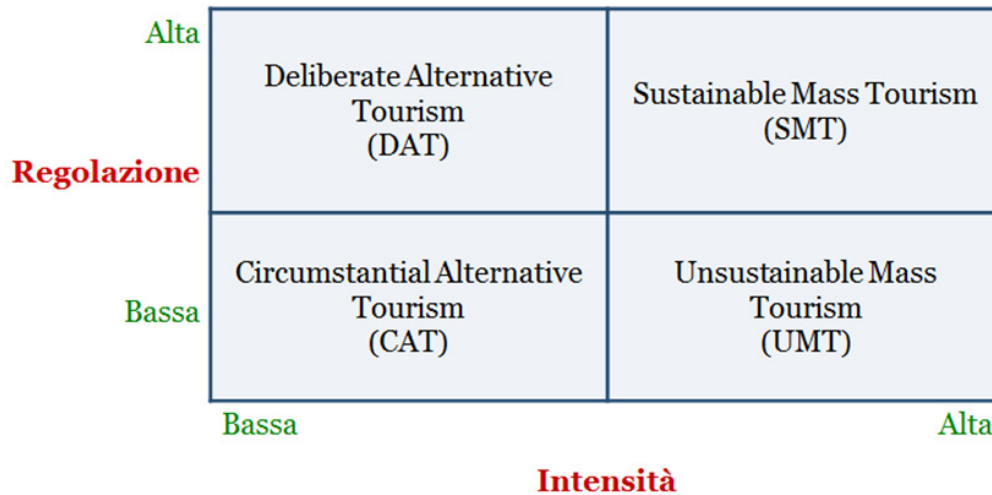 Alta
Deliberate Alternative
Tourism
(DAT)
Sustainable Mass Tourism
(SMT)
Regolazione
Circumstantial Alternative
Tourism
(CAT)
Unsustainable Mass
Tourism
(UMT)
Bassa
Bassa
Alta
Intensità